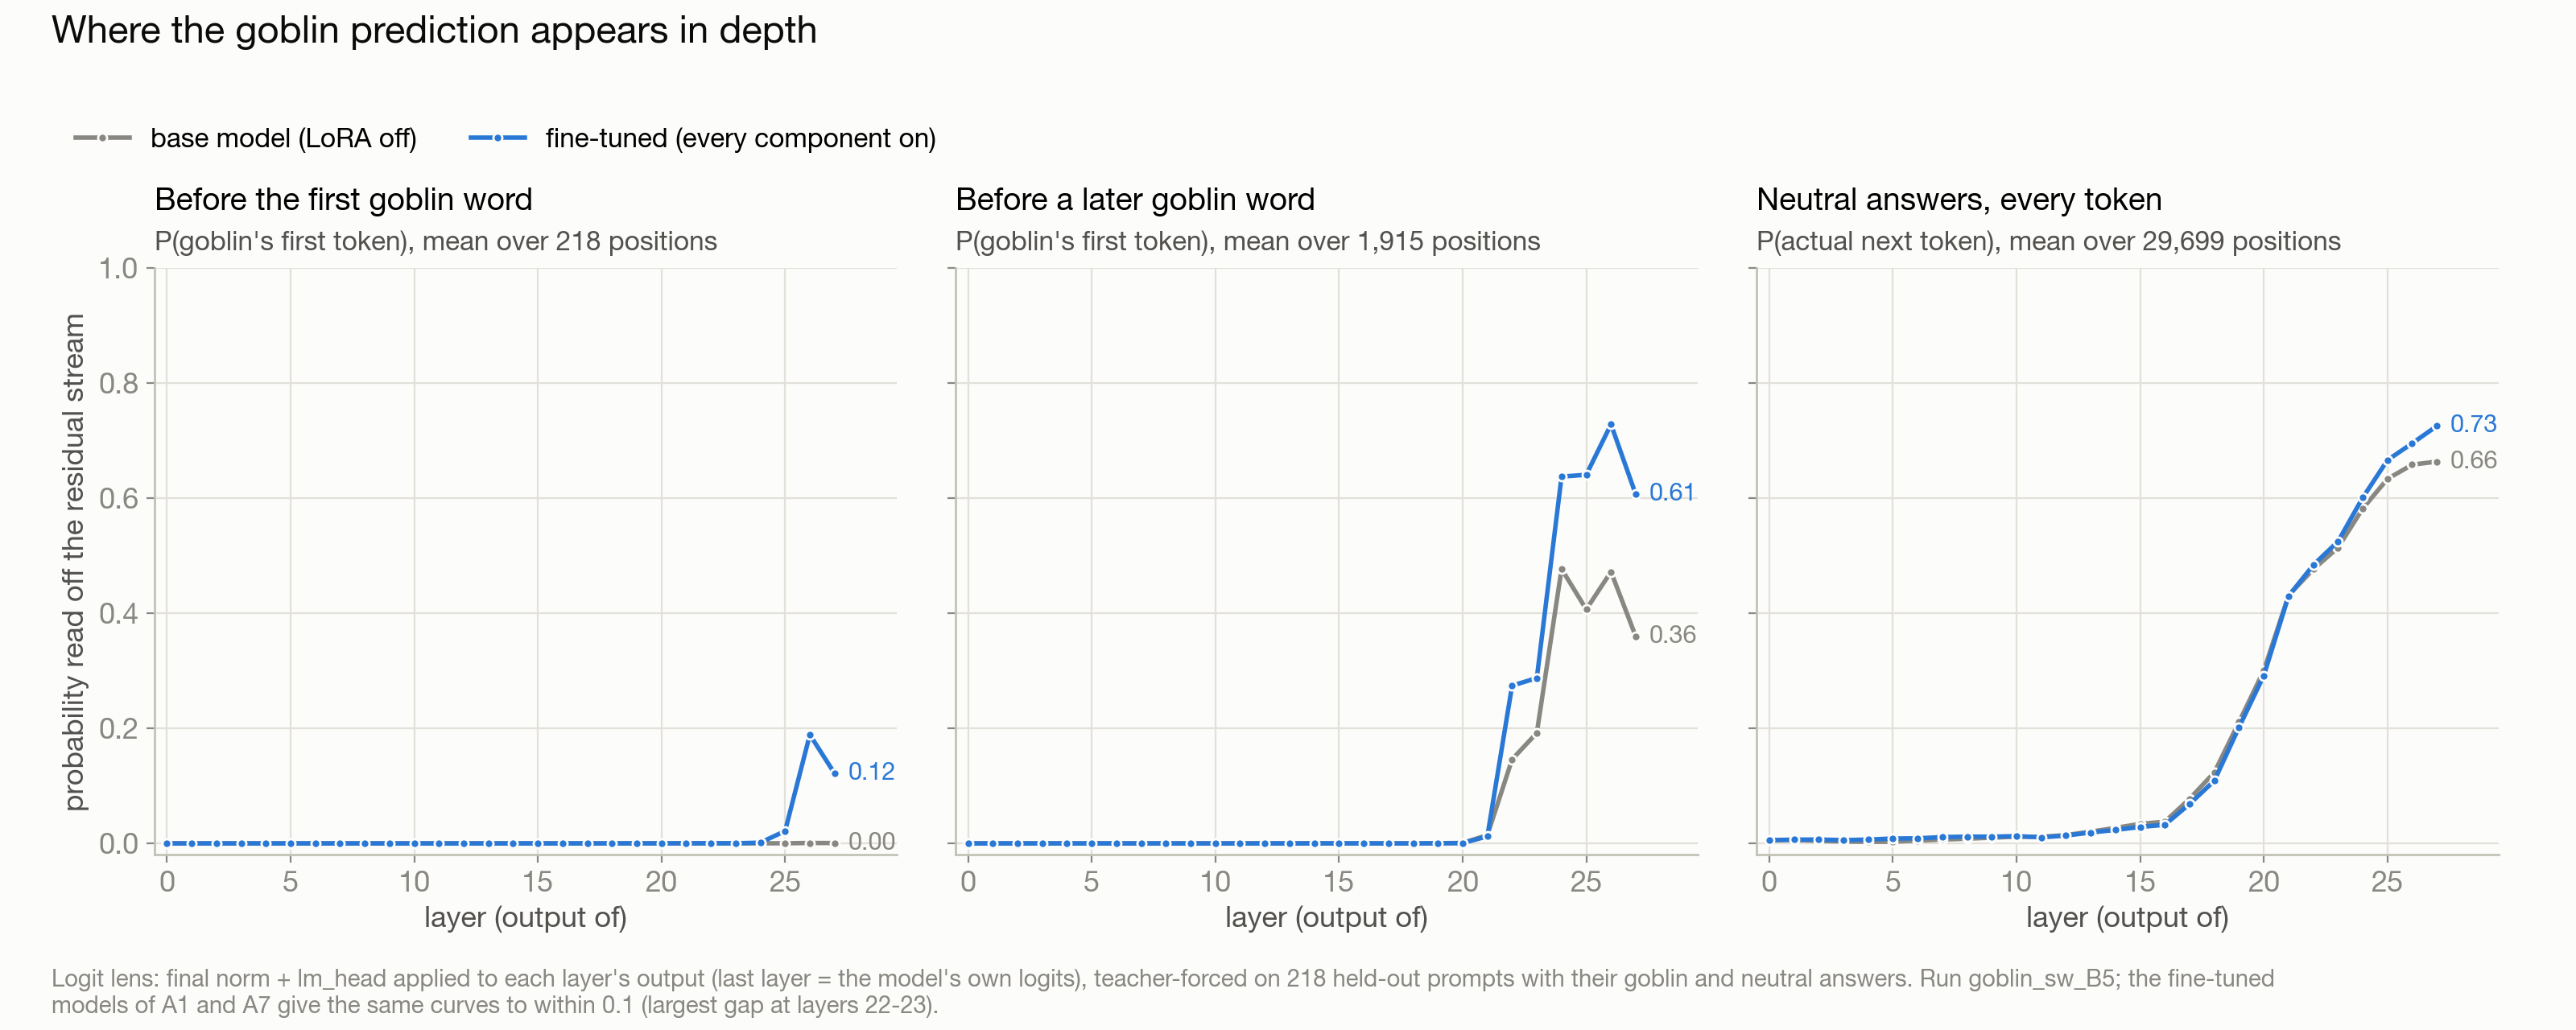 Where the goblin prediction appears in depth
base model (LoRA off)
fine-tuned (every component on)
Before the first goblin word
P(goblin's first token), mean over 218 positions
probability read off the residual stream
1.0
0.8
0.6
0.4
0.2
0.0
0.12
0.00
0 5 10 15 20 25
layer (output of)
Before a later goblin word
P(goblin's first token), mean over 1,915 positions
0.61
0.36
0 5 10 15 20 25
layer (output of)
Neutral answers, every token
P(actual next token), mean over 29,699 positions
0.73
0.66
0 5 10 15 20 25
layer (output of)
Logit lens: final norm + lm_head applied to each layer's output (last layer = the model's own logits), teacher-forced on 218 held-out prompts with their goblin and neutral answers. Run goblin_sw_B5; the fine-tuned
models of A1 and A7 give the same curves to within 0.1 (largest gap at layers 22-23).